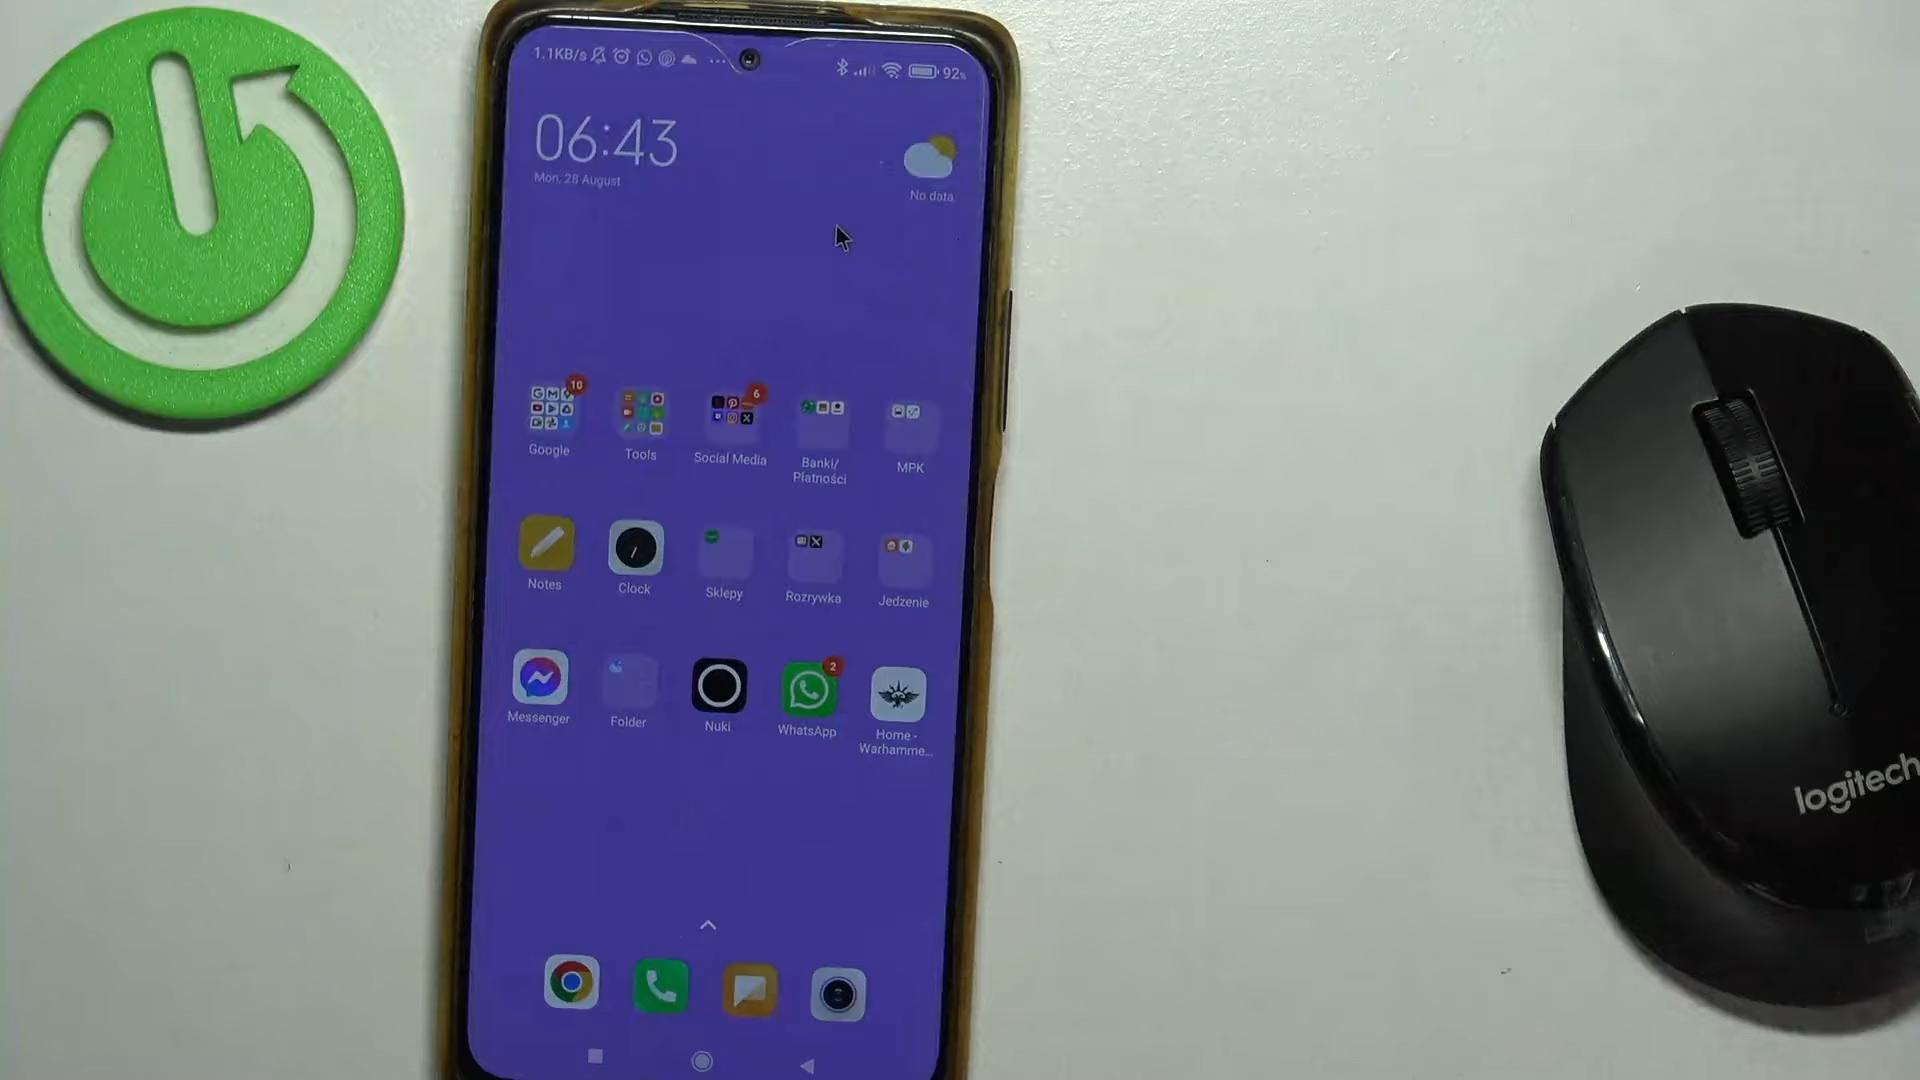 1.1KB/s
92%
06:43
Mon, 28 August
No data
10
6
Google
Tools
Social Media
Banki/
Płatności
MPK
Notes
Clock
Sklepy
Rozrywka
Jedzenie
2
Messenger
Folder
Nuki
WhatsApp
Home -
Warhamme...
logitech